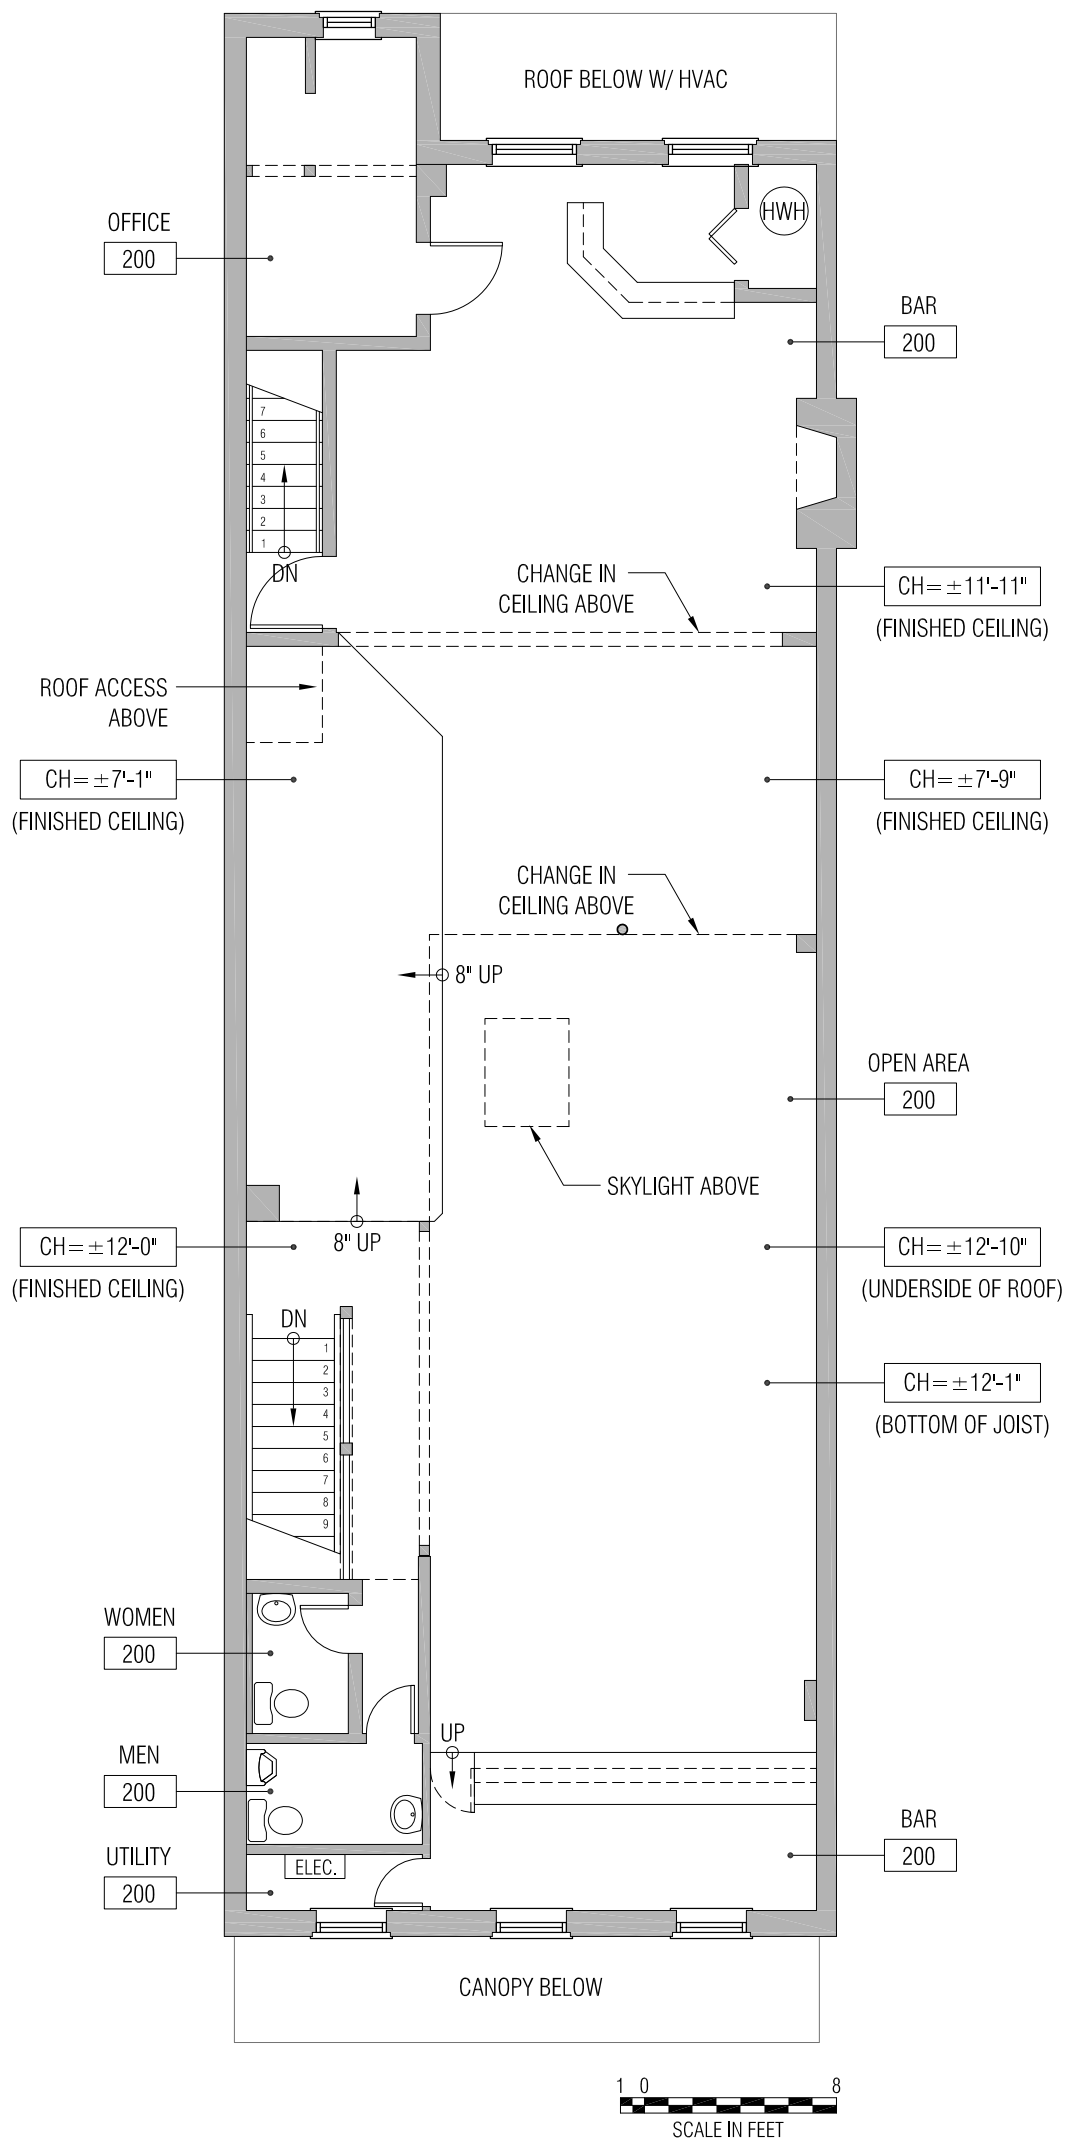 ROOF BELOW W/ HVAC
HWH
OFFICE
200
BAR
200
7
6
5
4
3
2
1
DN
CHANGE IN
CEILING ABOVE
CH= ±11'-11"
(FINISHED CEILING)
ROOF ACCESS
ABOVE
CH= ±7'-1"
(FINISHED CEILING)
CH= ±7'-9"
(FINISHED CEILING)
CHANGE IN
CEILING ABOVE
8" UP
OPEN AREA
200
SKYLIGHT ABOVE
8" UP
CH= ±12'-0"
(FINISHED CEILING)
CH= ±12'-10"
(UNDERSIDE OF ROOF)
DN
1
2
3
4
5
6
7
8
9
CH= ±12'-1"
(BOTTOM OF JOIST)
WOMEN
200
UP
MEN
200
BAR
200
UTILITY
200
ELEC.
CANOPY BELOW
1 0 8
SCALE IN FEET